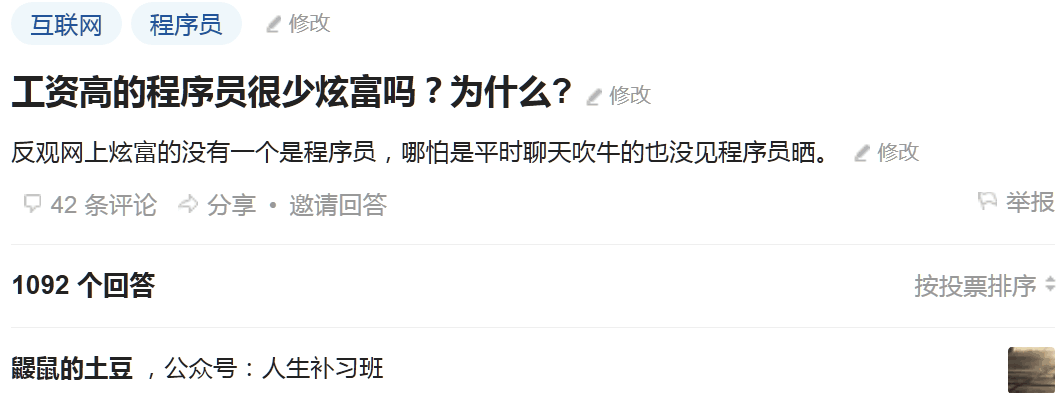 互联网 程序员 修改
工资高的程序员很少炫富吗？为什么？ 修改
反观网上炫富的没有一个是程序员，哪怕是平时聊天吹牛的也没见程序员晒。 修改
42 条评论 分享 • 邀请回答 举报
1092 个回答 按投票排序
鼹鼠的土豆 ，公众号：人生补习班